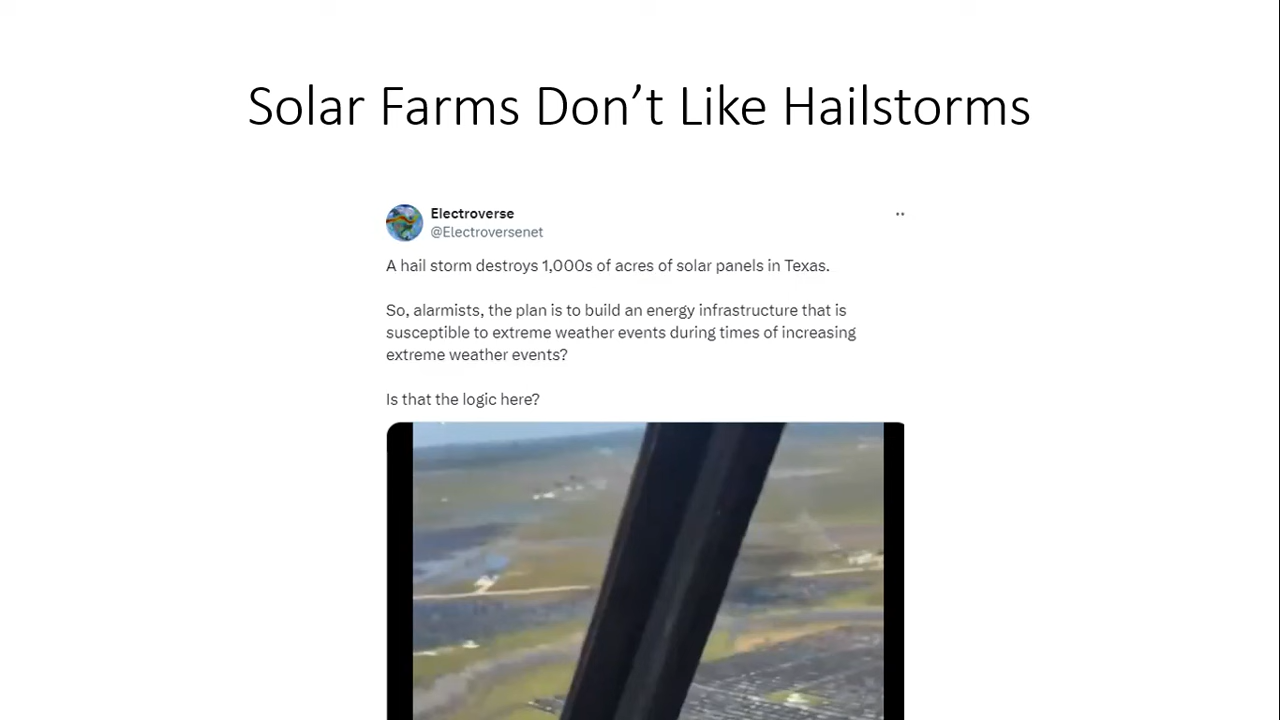 Solar Farms Don’t Like Hailstorms
Electroverse
@Electroversenet
A hail storm destroys 1,000s of acres of solar panels in Texas.
So, alarmists, the plan is to build an energy infrastructure that is
susceptible to extreme weather events during times of increasing
extreme weather events?
Is that the logic here?